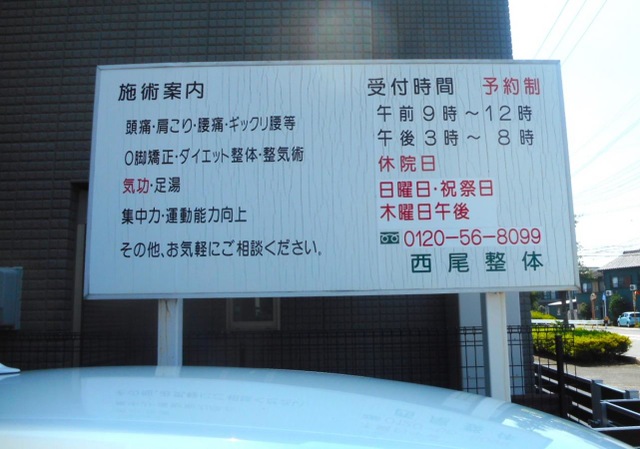 施術案内
頭痛・肩こり・腰痛・ギックリ腰等
O脚矯正・ダイエット整体・整気術
気功・足湯
集中力・運動能力向上
その他、お気軽にご相談ください。
受付時間 予約制
午前9時～12時
午後3時～8時
休院日
日曜日・祝祭日
木曜日午後
0120-56-8099
西尾整体